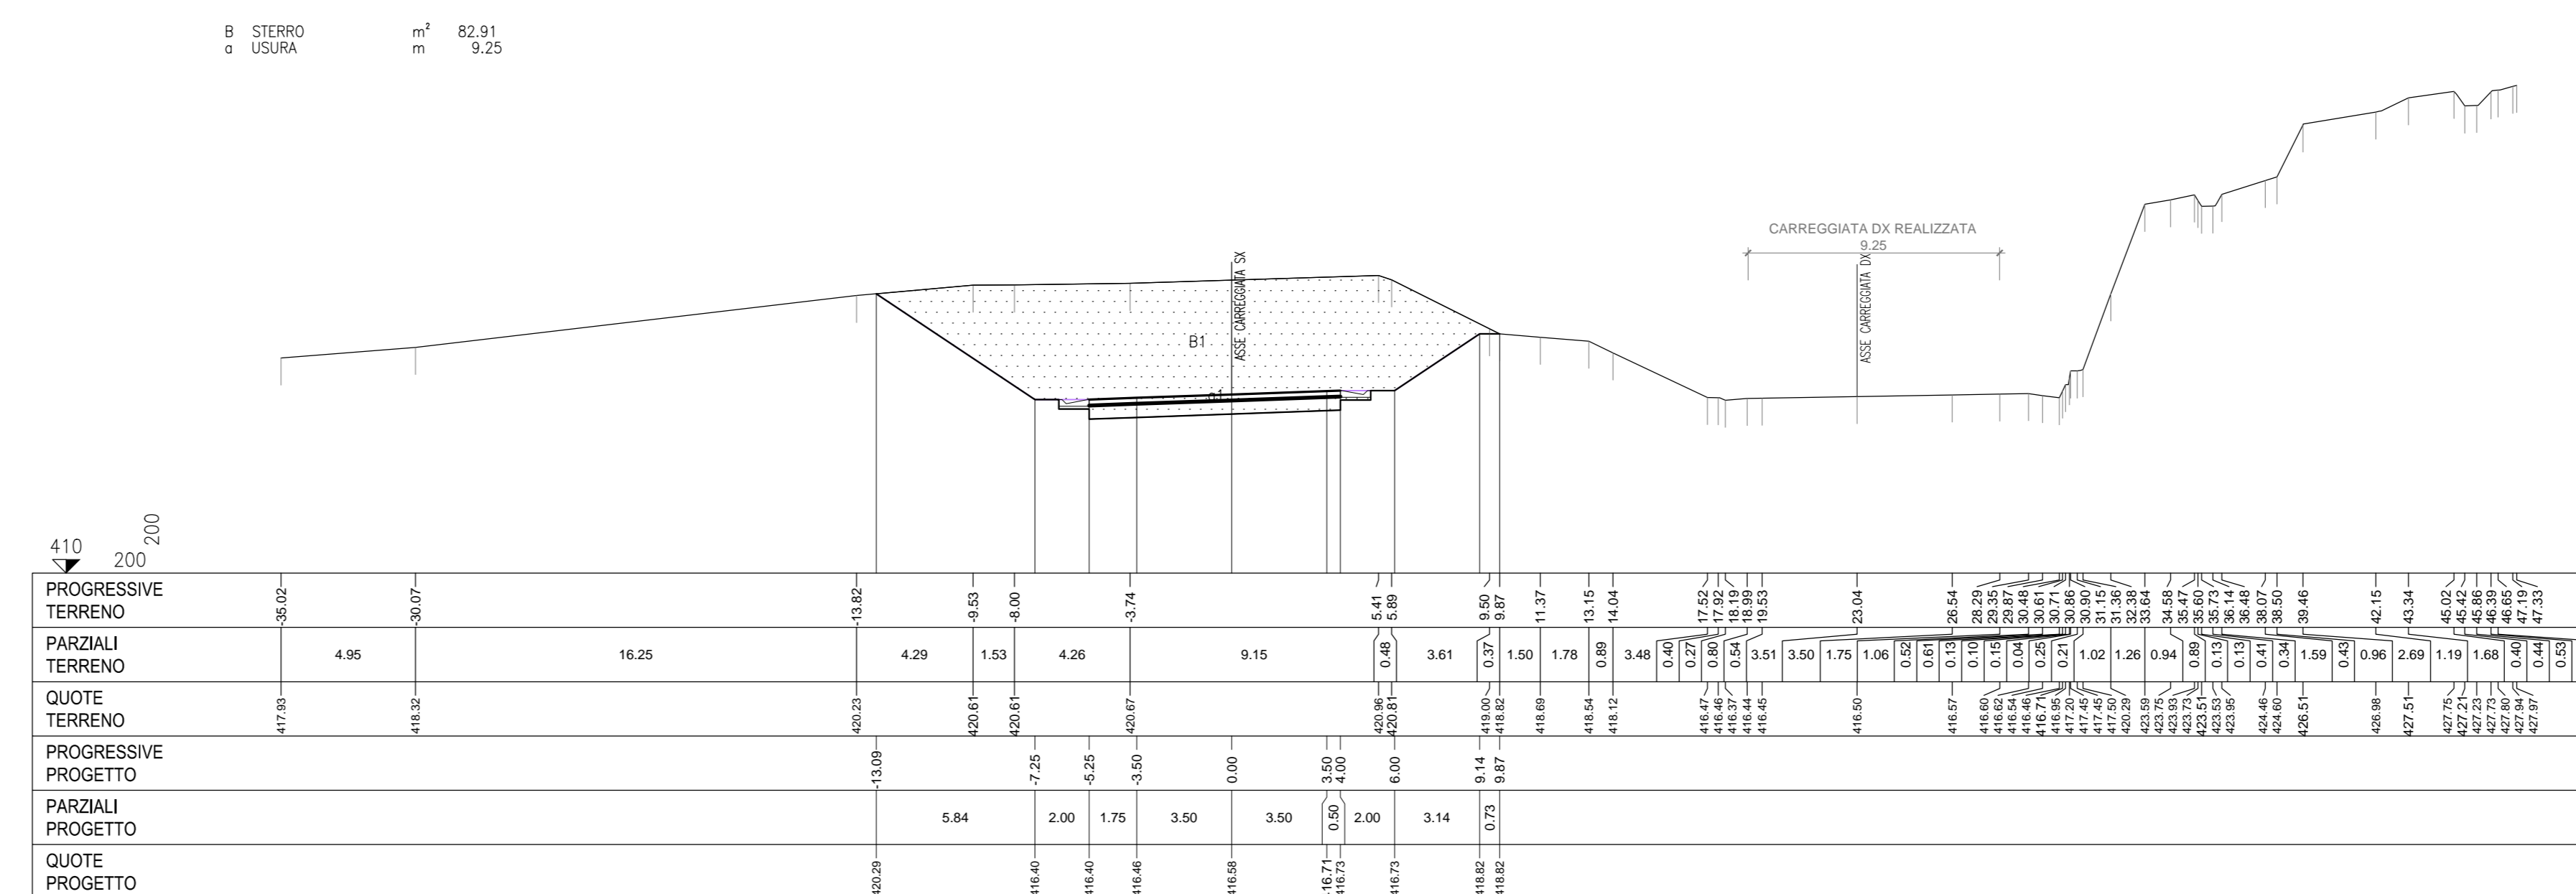 B STERRO m² 82.91
a USURA m 9.25
CARREGGIATA DX REALIZZATA
9.25
ASSE CARREGGIATA SX
ASSE CARREGGIATA DX
B1
a1
410
200
200
PROGRESSIVE TERRENO
-35.02 -30.07 -13.82 -9.53 -8.00 -3.74 5.41 5.89 9.50 9.87 11.37 13.15 14.04 17.52 17.92 18.19 18.99 19.53 23.04 26.54 28.29 29.35 29.87 30.48 30.61 30.71 30.86 30.90 31.15 31.36 32.38 33.64 34.58 35.47 35.60 35.73 36.14 36.48 38.07 38.50 39.46 42.15 43.34 45.02 45.42 45.86 46.39 46.65 47.19 47.33
PARZIALI TERRENO
4.95 16.25 4.29 1.53 4.26 9.15 0.48 3.61 0.37 1.50 1.78 0.89 3.48 0.40 0.27 0.80 0.54 3.51 3.50 1.75 1.06 0.52 0.61 0.13 0.10 0.15 0.04 0.25 0.21 1.02 1.26 0.94 0.89 0.13 0.13 0.41 0.34 1.59 0.43 0.96 2.69 1.19 1.68 0.40 0.44 0.53
QUOTE TERRENO
417.93 418.32 420.23 420.61 420.61 420.67 420.96 420.81 419.00 418.82 418.69 418.54 418.12 416.47 416.46 416.37 416.44 416.45 416.50 416.57 416.60 416.62 416.54 416.46 416.71 416.95 417.20 417.45 417.45 417.50 420.29 423.59 423.75 423.93 423.73 423.51 423.53 423.95 424.46 424.60 426.51 426.98 427.51 427.75 427.21 427.23 427.73 427.80 427.94 427.97
PROGRESSIVE PROGETTO
-13.09 -7.25 -5.25 -3.50 0.00 3.50 4.00 6.00 9.14 9.87
PARZIALI PROGETTO
5.84 2.00 1.75 3.50 3.50 0.50 2.00 3.14 0.73
QUOTE PROGETTO
420.29 416.40 416.40 416.46 416.58 416.71 416.73 416.73 418.82 418.82